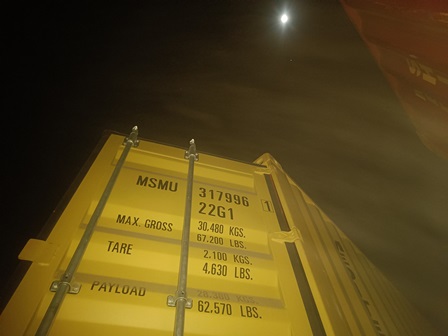 MSMU 317996 1
22G1
MAX. GROSS 30.480 KGS.
67.200 LBS.
TARE 2.100 KGS.
4.630 LBS.
PAYLOAD
62.570 LBS.